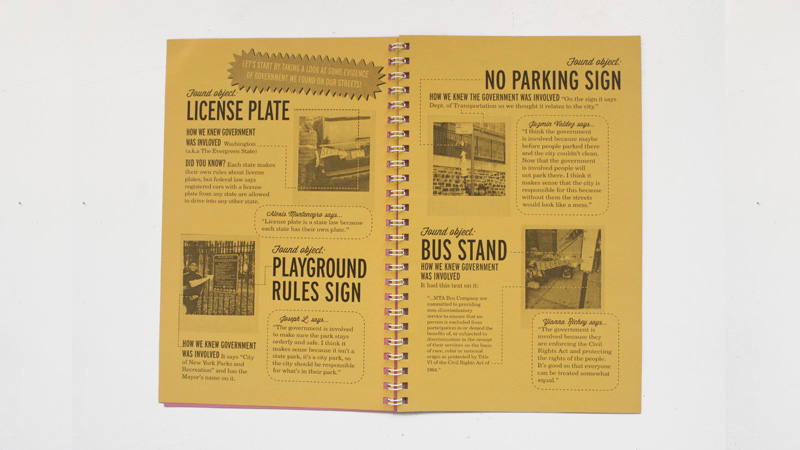 LET'S START BY TAKING A LOOK AT SOME EVIDENCE
OF GOVERNMENT WE FOUND ON OUR STREETS!
Found object:
LICENSE PLATE
HOW WE KNEW GOVERNMENT
WAS INVLOVED Washington
(a.k.a The Evergreen State)
DID YOU KNOW? Each state makes
their own rules about license
plates, but federal law says
registered cars with a license
plate from any state are allowed
to drive into any other state.
Alexis Montenegro says...
"License plate is a state law because
each state has their own plate."
Found object:
PLAYGROUND
RULES SIGN
Joseph L. says...
"The government is involved
to make sure the park stays
orderly and safe. I think it
makes sense because it isn't a
state park, it's a city park, so
the city should be responsible
for what's in their park."
HOW WE KNEW GOVERNMENT
WAS INVOLVED It says "City
of New York Parks and
Recreation" and has the
Mayor's name on it.
Found object:
NO PARKING SIGN
HOW WE KNEW THE GOVERNMENT WAS INVOLVED "On the sign it says
Dept. of Transportation so we thought it relates to the city."
Jazmin Valdez says...
"I think the government
is involved because maybe
before people parked there
and the city couldn't clean.
Now that the government
is involved people will
not park there. I think it
makes sense that the city is
responsible for this because
without them the streets
would look like a mess."
Found object:
BUS STAND
HOW WE KNEW GOVERNMENT
WAS INVOLVED
It had this text on it:
"...MTA Bus Company are
committed to providing
non-discriminatory
service to ensure that no
person is excluded from
participation in or denied the
benefits of, or subjected to
discrimination in the receipt
of their services on the basis
of race, color or national
origin as protected by Title
VI of the Civil Rights Act of
1964."
Gianna Richey says...
"The government is
involved because they
are enforcing the Civil
Rights Act and protecting
the rights of the people.
It's good so that everyone
can be treated somewhat
equal."